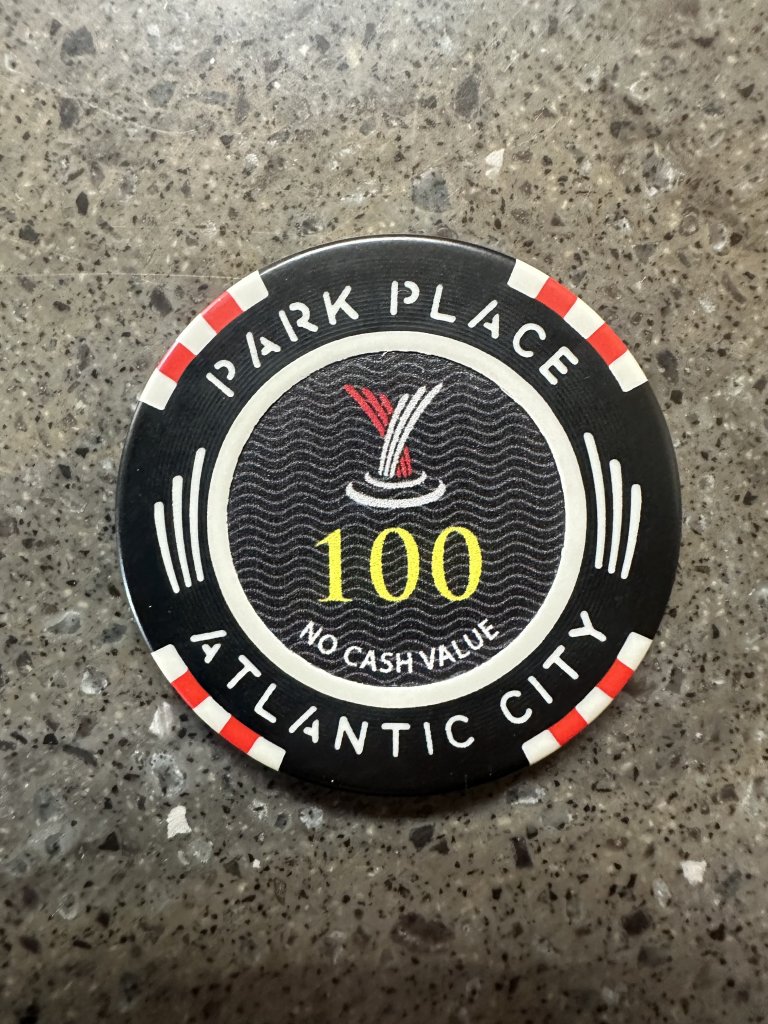 PARK PLACE
100
NO CASH VALUE
ATLANTIC CITY